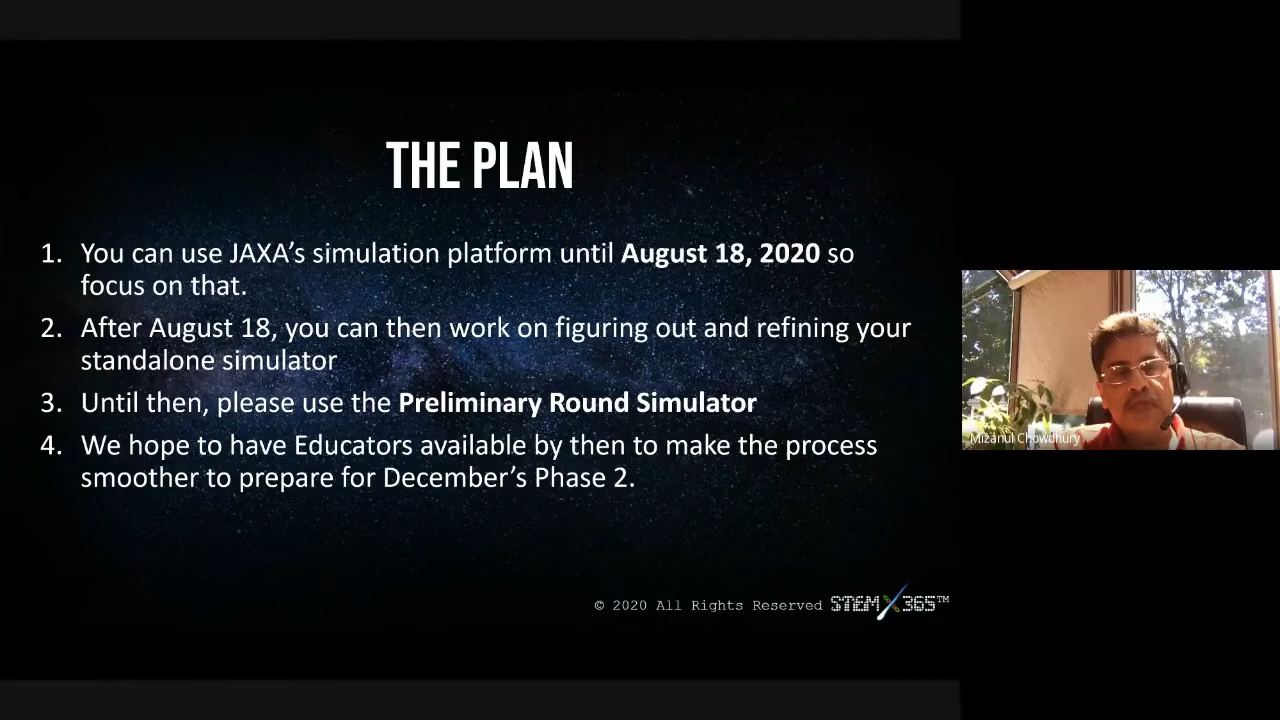 THE PLAN
1. You can use JAXA's simulation platform until August 18, 2020 so
focus on that.
2. After August 18, you can then work on figuring out and refining your
standalone simulator
3. Until then, please use the Preliminary Round Simulator
4. We hope to have Educators available by then to make the process
smoother to prepare for December's Phase 2.
© 2020 All Rights Reserved STEMX365™
Mizanul Chowdhury